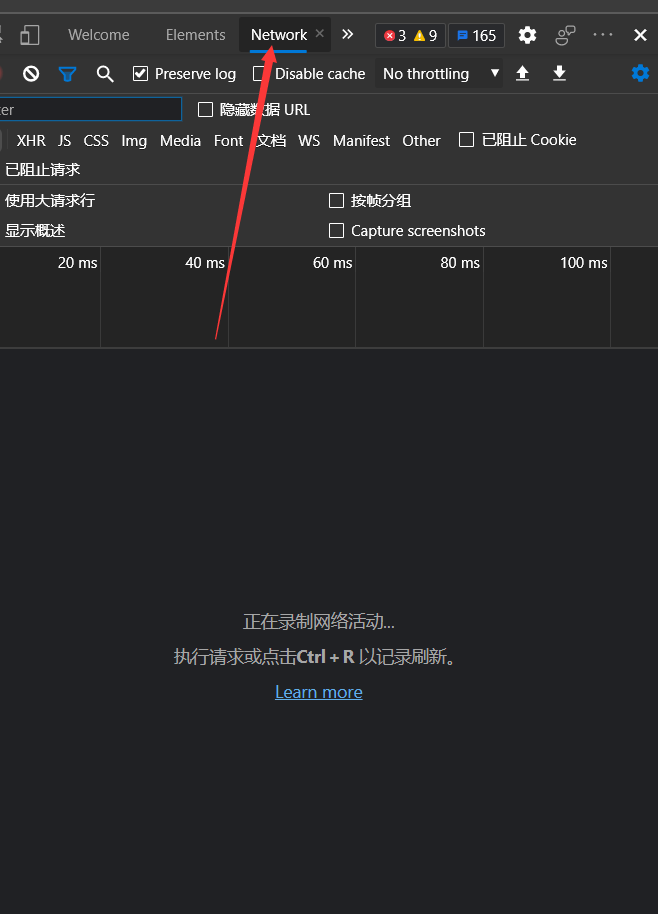 Welcome Elements Network 3 9 165
Preserve log Disable cache No throttling
隐藏数据 URL
XHR JS CSS Img Media Font 文档 WS Manifest Other 已阻止 Cookie
已阻止请求
使用大请求行 按帧分组
显示概述 Capture screenshots
20 ms 40 ms 60 ms 80 ms 100 ms
正在录制网络活动...
执行请求或点击Ctrl + R 以记录刷新。
Learn more